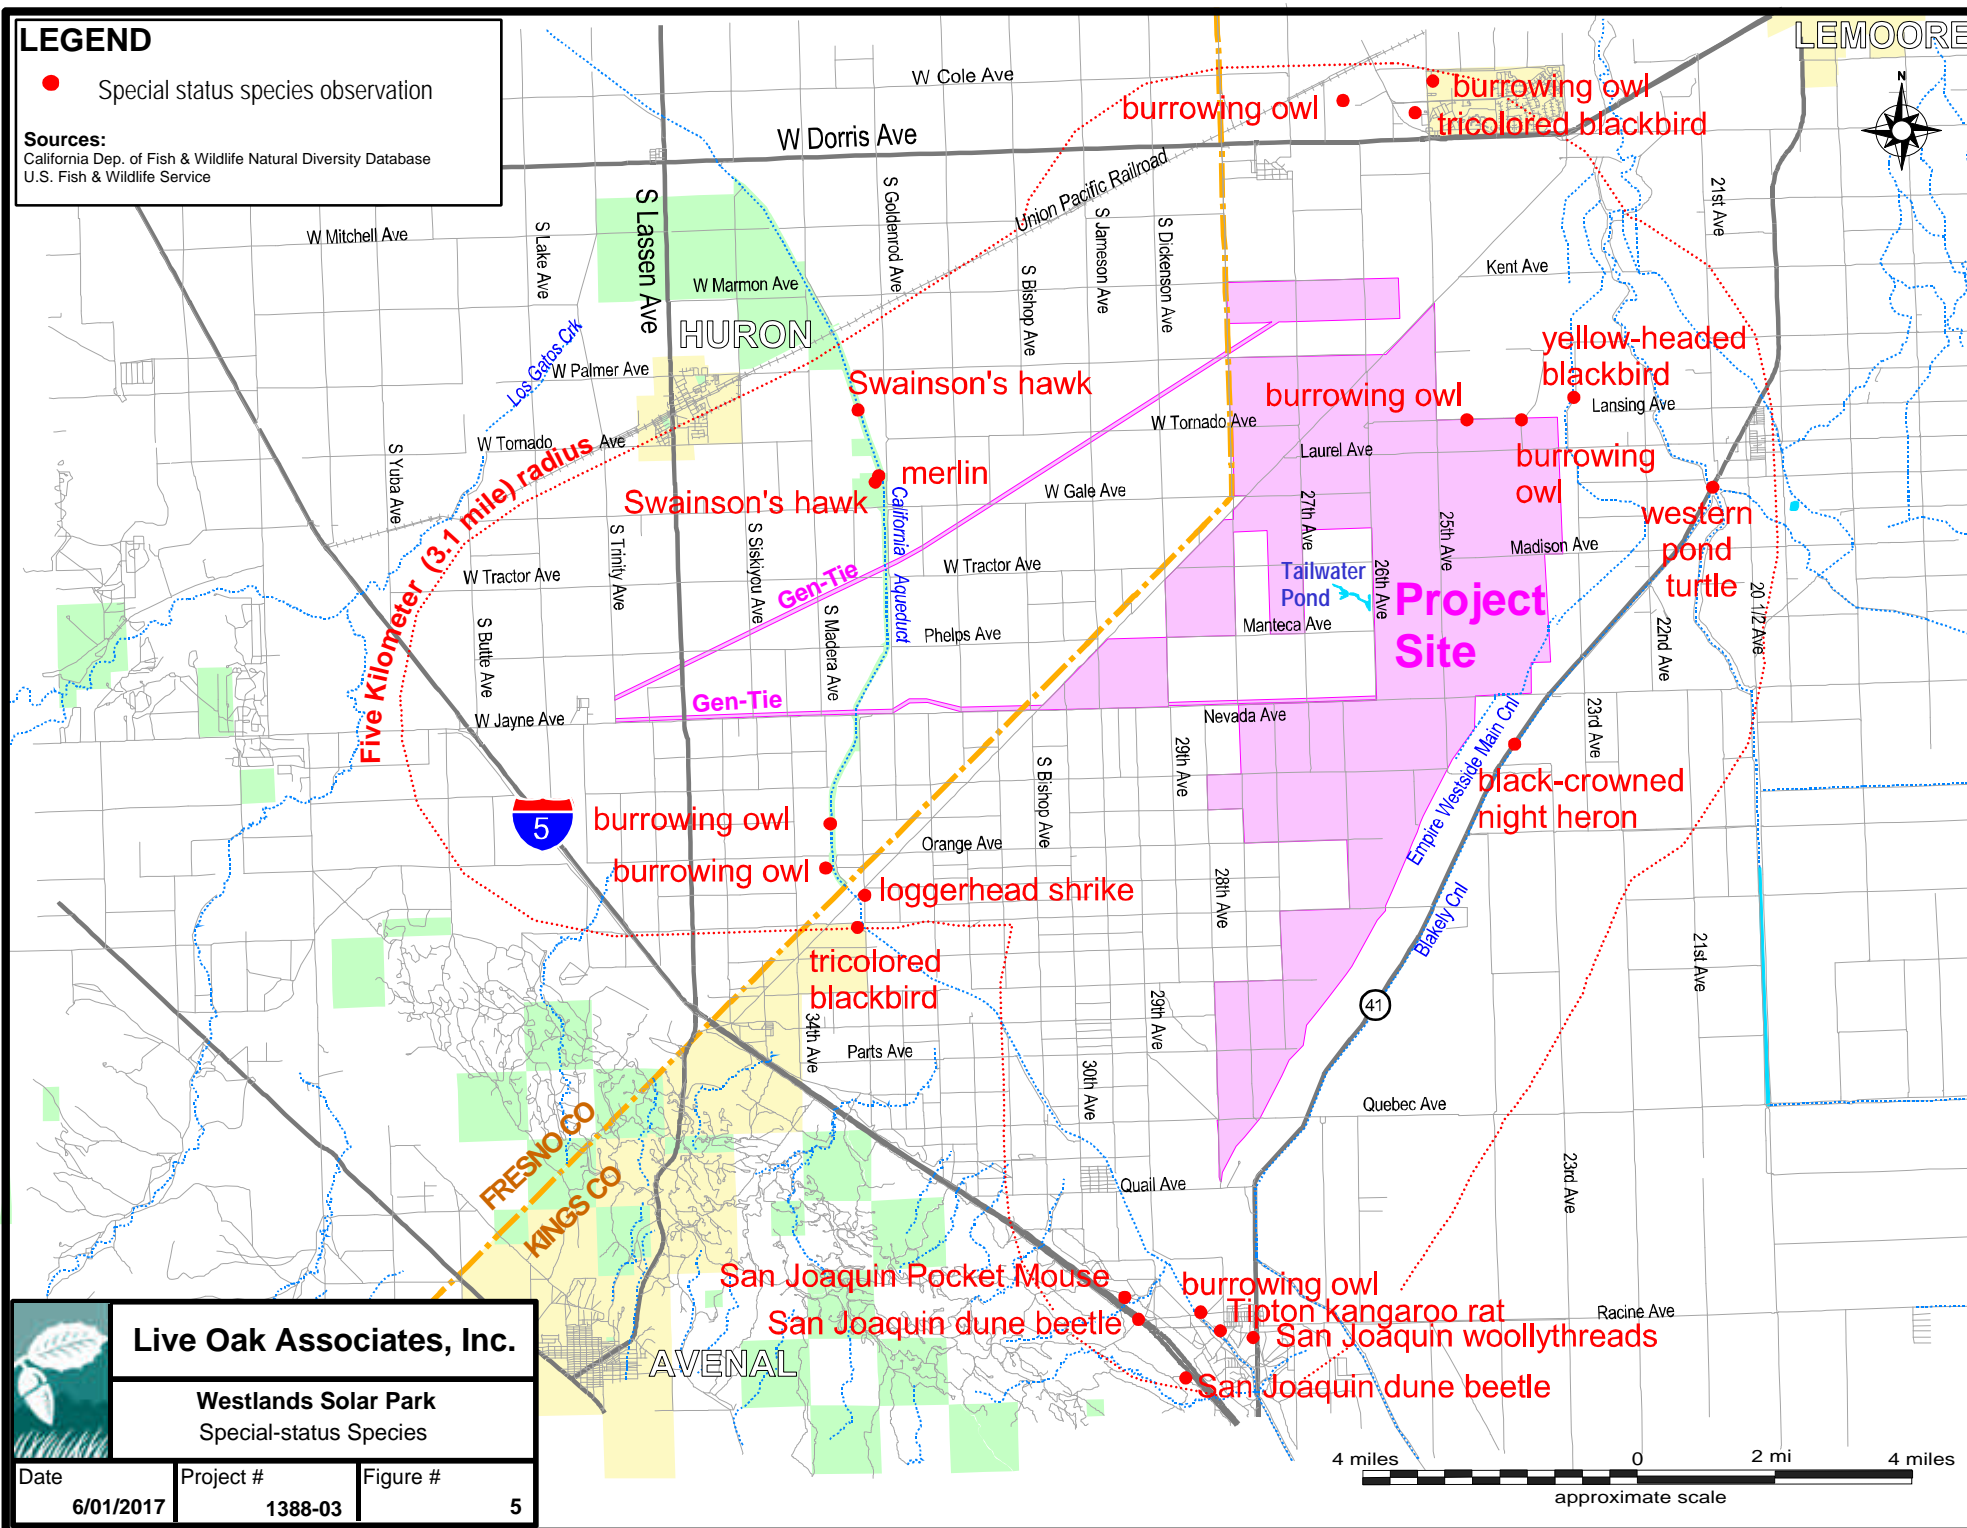 LEGEND
Special status species observation
Sources:
California Dep. of Fish & Wildlife Natural Diversity Database
U.S. Fish & Wildlife Service
LEMOORE
N
W Cole Ave
burrowing owl
burrowing owl
tricolored blackbird
W Dorris Ave
Union Pacific Railroad
S Lassen Ave
S Goldenrod Ave
S Jameson Ave
S Dickenson Ave
21st Ave
W Mitchell Ave
S Lake Ave
W Marmon Ave
S Bishop Ave
Kent Ave
HURON
Los Gatos Crk
W Palmer Ave
Swainson's hawk
yellow-headed
blackbird
burrowing owl
Lansing Ave
W Tornado Ave
W Tornado Ave
Laurel Ave
S Yuba Ave
Five Kilometer (3.1 mile) radius
merlin
Swainson's hawk
W Gale Ave
burrowing
owl
California Aqueduct
27th Ave
25th Ave
western
pond
turtle
S Trinity Ave
S Siskiyou Ave
Madison Ave
W Tractor Ave
W Tractor Ave
Gen-Tie
Tailwater
Pond
26th Ave
Project
Site
20 1/2 Ave
S Butte Ave
S Madera Ave
Phelps Ave
Manteca Ave
22nd Ave
Gen-Tie
W Jayne Ave
Nevada Ave
23rd Ave
Empire Westside Main Cnl
29th Ave
S Bishop Ave
black-crowned
night heron
5
burrowing owl
Orange Ave
burrowing owl
loggerhead shrike
28th Ave
Blakely Cnl
21st Ave
tricolored
blackbird
41
34th Ave
29th Ave
Parts Ave
30th Ave
Quebec Ave
FRESNO CO
KINGS CO
Quail Ave
23rd Ave
San Joaquin Pocket Mouse
burrowing owl
San Joaquin dune beetle
Tipton kangaroo rat
Racine Ave
San Joaquin woollythreads
AVENAL
San Joaquin dune beetle
Live Oak Associates, Inc.
Westlands Solar Park
Special-status Species
Date
6/01/2017
Project #
1388-03
Figure #
5
4 miles 0 2 mi 4 miles
approximate scale